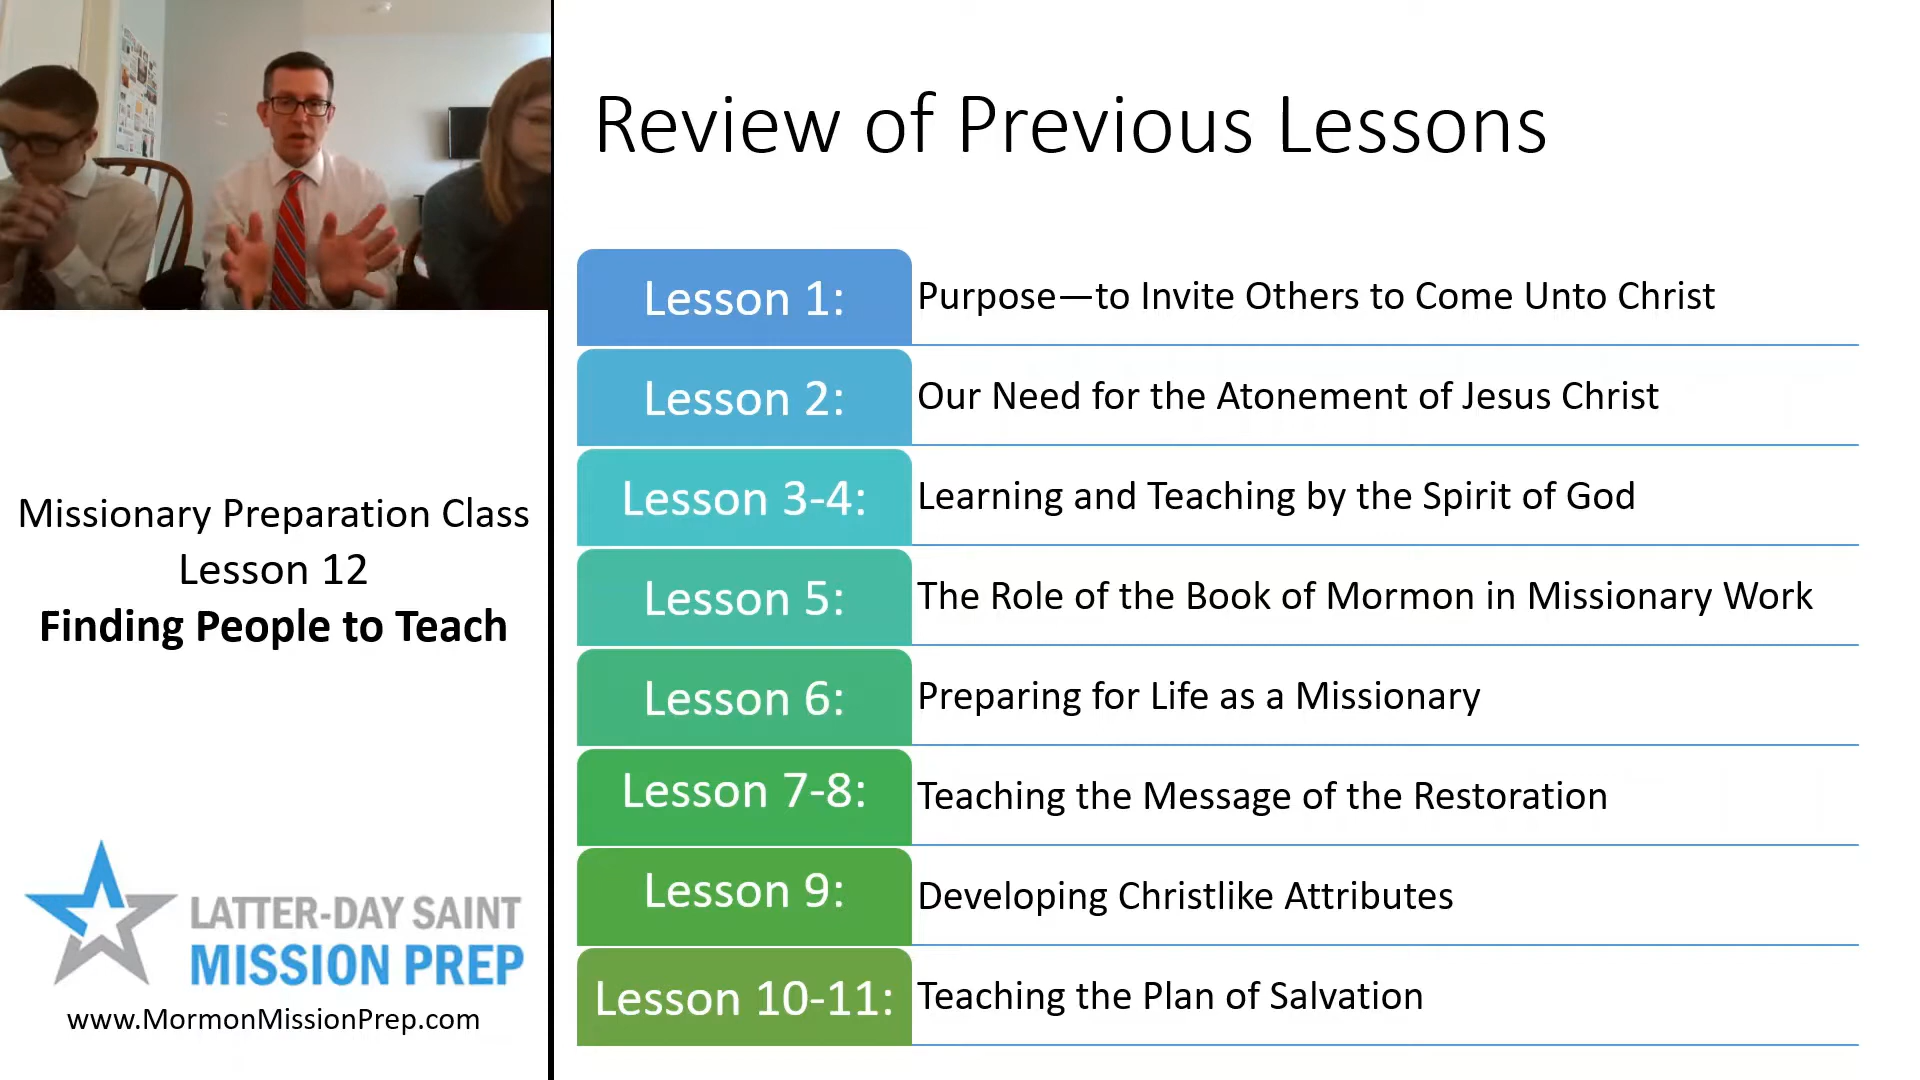 Review of Previous Lessons
Lesson 1: Purpose—to Invite Others to Come Unto Christ
Lesson 2: Our Need for the Atonement of Jesus Christ
Lesson 3-4: Learning and Teaching by the Spirit of God
Lesson 5: The Role of the Book of Mormon in Missionary Work
Lesson 6: Preparing for Life as a Missionary
Lesson 7-8: Teaching the Message of the Restoration
Lesson 9: Developing Christlike Attributes
Lesson 10-11: Teaching the Plan of Salvation
Missionary Preparation Class
Lesson 12
Finding People to Teach
LATTER-DAY SAINT
MISSION PREP
www.MormonMissionPrep.com